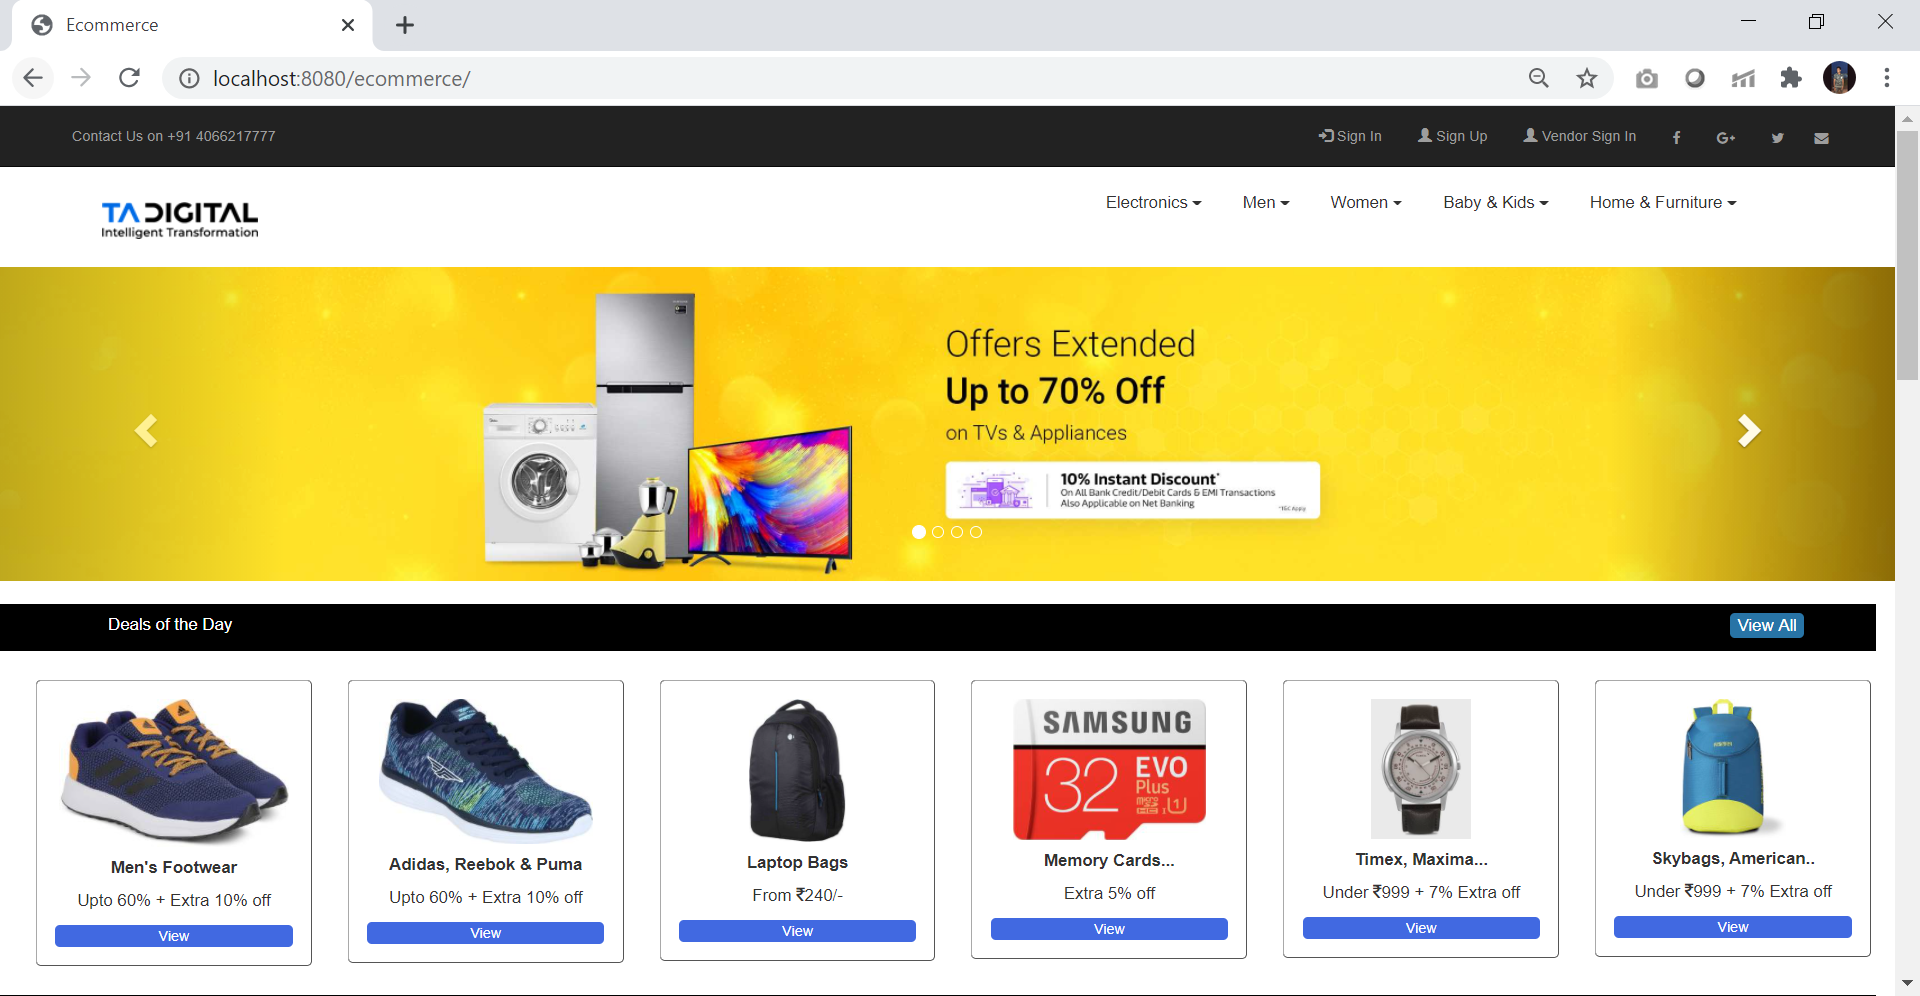 Ecommerce
localhost:8080/ecommerce/
Contact Us on +91 4066217777
Sign In
Sign Up
Vendor Sign In
G+
TA DIGITAL
Intelligent Transformation
Electronics
Men
Women
Baby & Kids
Home & Furniture
Offers Extended
Up to 70% Off
on TVs & Appliances
10% Instant Discount*
On All Bank Credit/Debit Cards & EMI Transactions
Also Applicable on Net Banking
*T&C Apply
Deals of the Day
View All
SAMSUNG
32
EVO
Plus
micro
SD
HC I U1
Men's Footwear
Upto 60% + Extra 10% off
View
Adidas, Reebok & Puma
Upto 60% + Extra 10% off
View
Laptop Bags
From ₹240/-
View
Memory Cards...
Extra 5% off
View
Timex, Maxima...
Under ₹999 + 7% Extra off
View
Skybags, American..
Under ₹999 + 7% Extra off
View